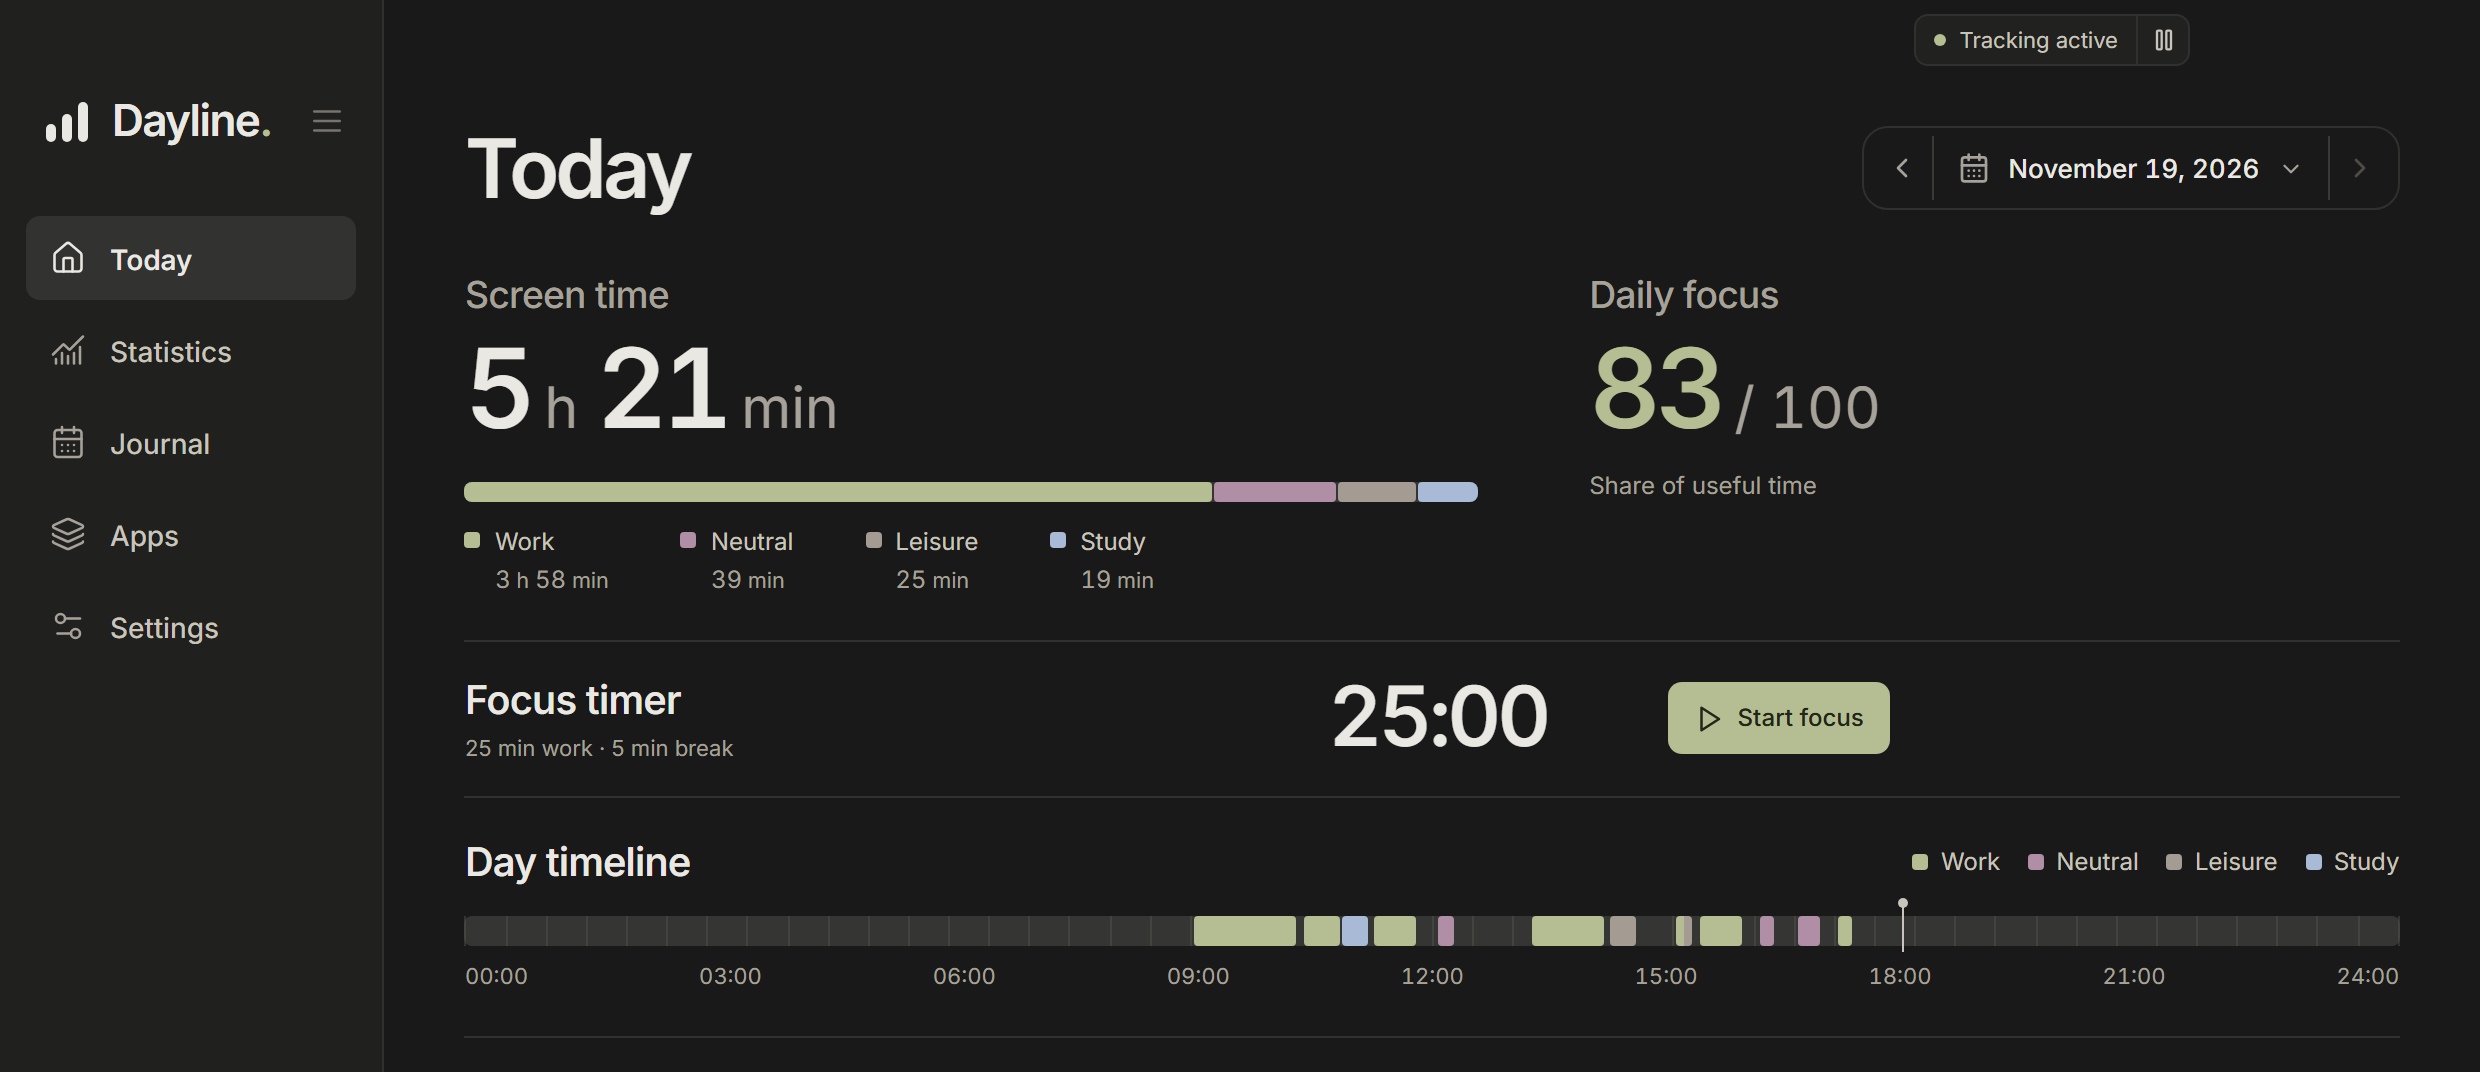 Tracking active
Dayline.
Today
November 19, 2026
Today
Statistics
Journal
Apps
Settings
Screen time
5 h 21 min
Daily focus
83 / 100
Share of useful time
Work
3 h 58 min
Neutral
39 min
Leisure
25 min
Study
19 min
Focus timer
25 min work · 5 min break
25:00
Start focus
Day timeline
Work Neutral Leisure Study
00:00 03:00 06:00 09:00 12:00 15:00 18:00 21:00 24:00